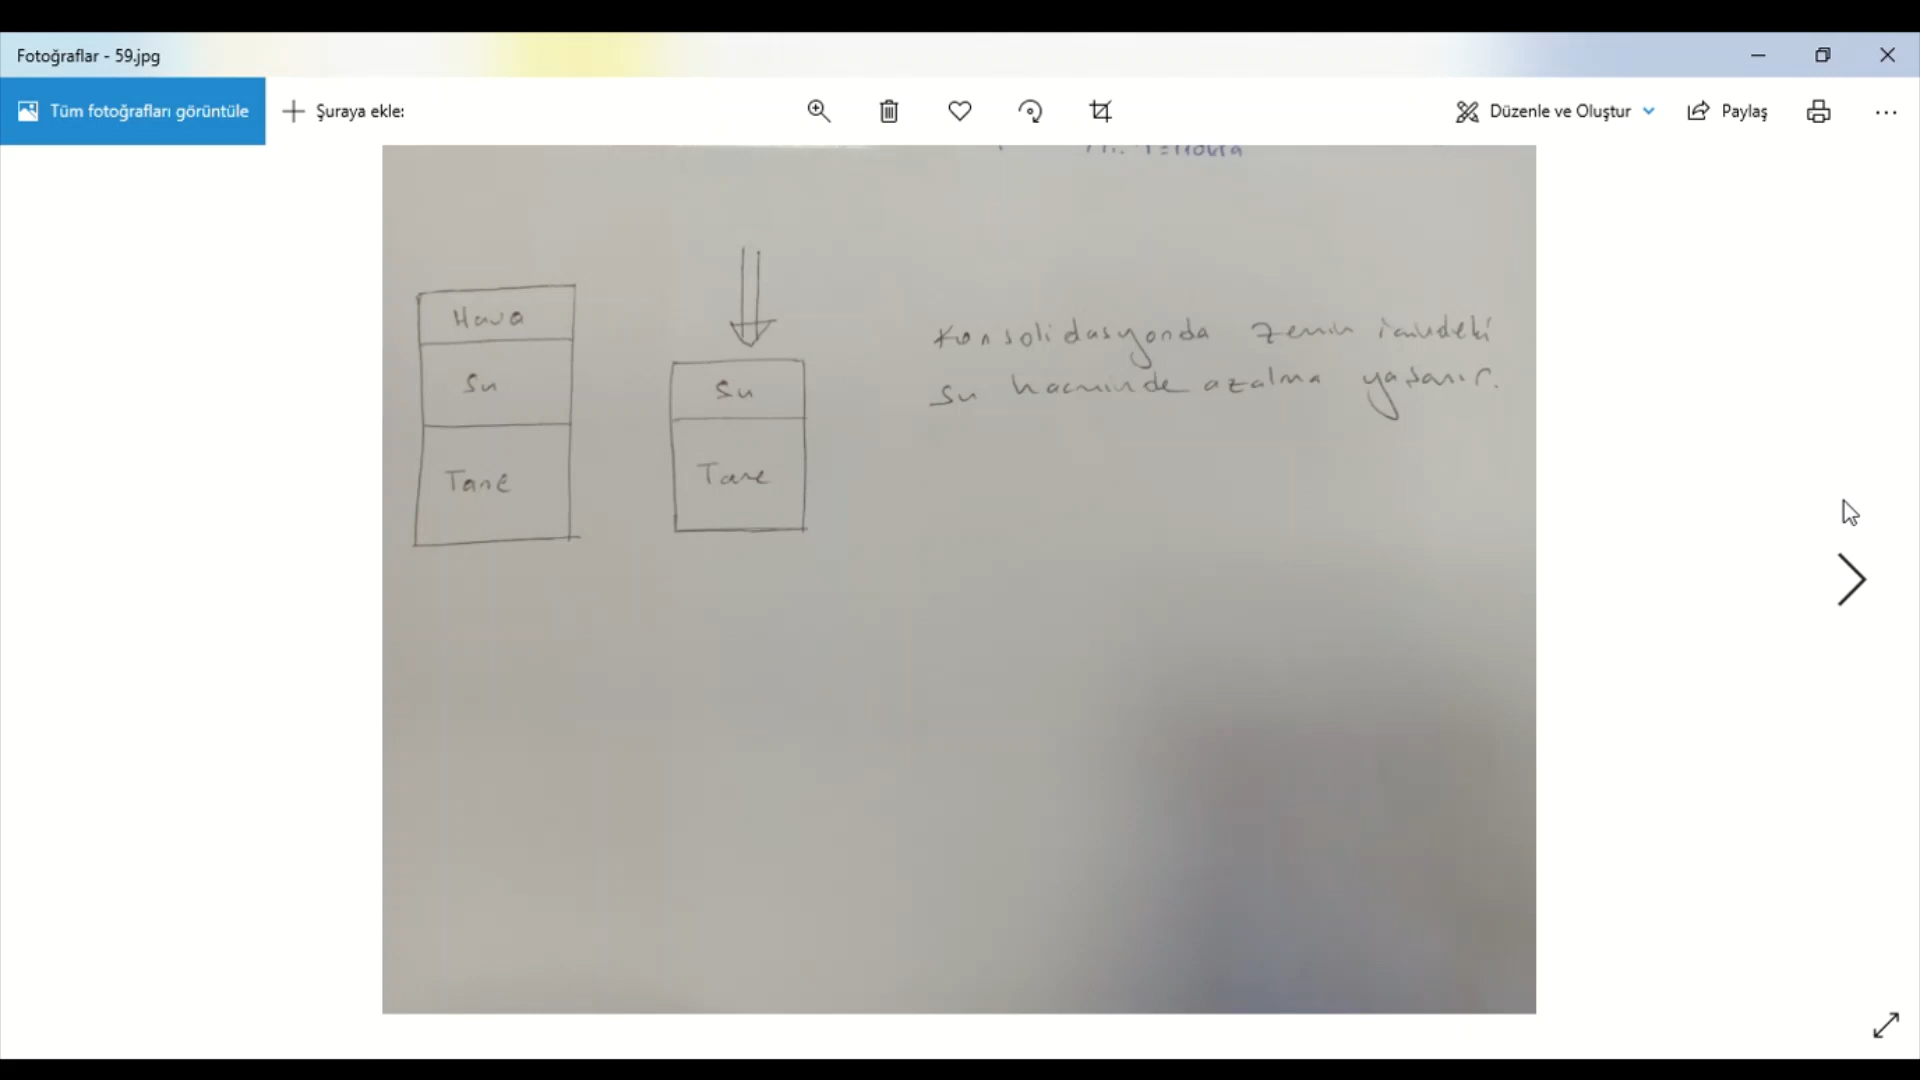 Fotoğraflar - 59.jpg
Tüm fotoğrafları görüntüle
Şuraya ekle:
Düzenle ve Oluştur
Paylaş
Hava
Su
Tane
Su
Tane
Konsolidasyonda zemin içindeki
su hacminde azalma yaşanır.